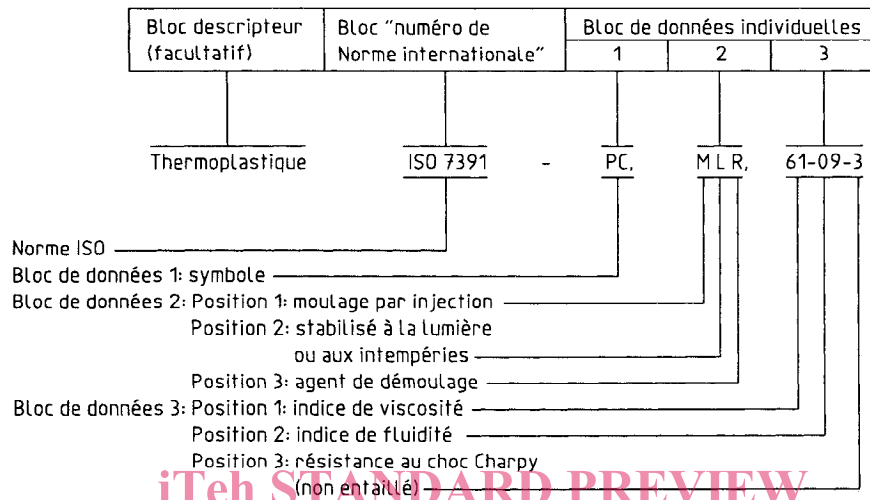 Bloc descripteur (facultatif)
Bloc "numéro de Norme internationale"
Bloc de données individuelles
1 2 3
Thermoplastique ISO 7391 - PC, M L R, 61-09-3
Norme ISO
Bloc de données 1: symbole
Bloc de données 2: Position 1: moulage par injection
Position 2: stabilisé à la lumière
ou aux intempéries
Position 3: agent de démoulage
Bloc de données 3: Position 1: indice de viscosité
Position 2: indice de fluidité
Position 3: résistance au choc Charpy
(non entaillé)
iTeh STANDARD PREVIEW